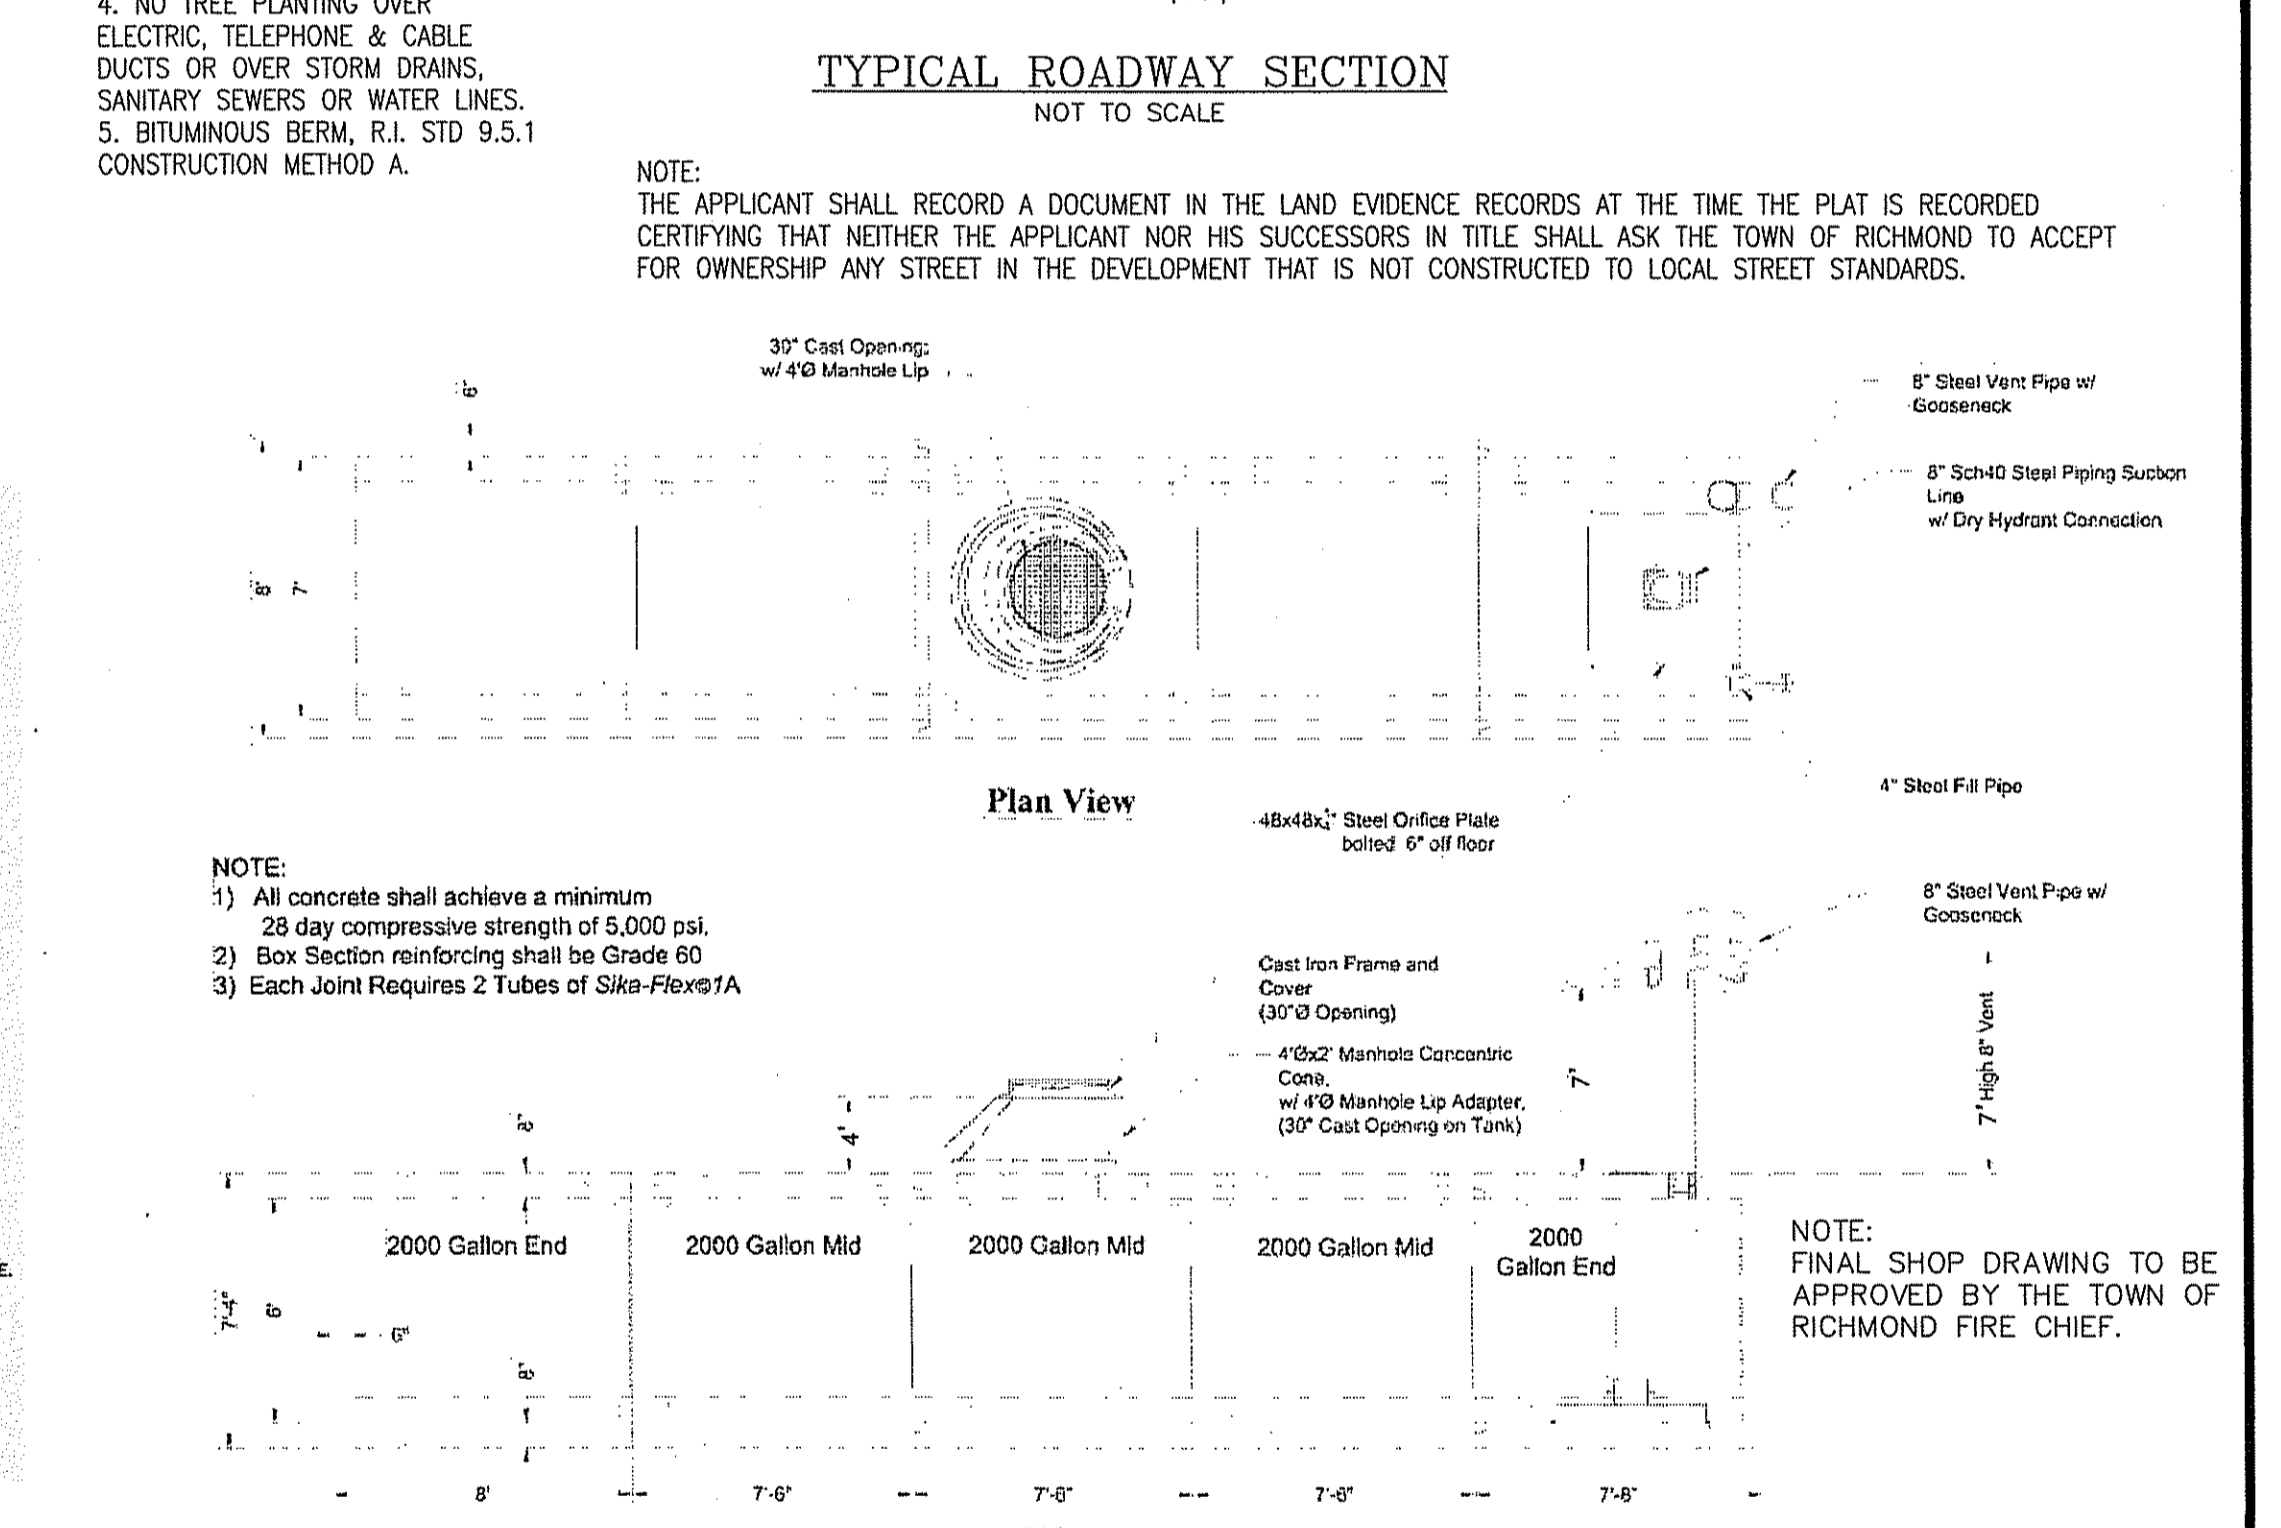 4. NO TREE PLANTING OVER
ELECTRIC, TELEPHONE & CABLE
DUCTS OR OVER STORM DRAINS,
SANITARY SEWERS OR WATER LINES.
5. BITUMINOUS BERM, R.I. STD 9.5.1
CONSTRUCTION METHOD A.
TYPICAL ROADWAY SECTION
NOT TO SCALE
NOTE:
THE APPLICANT SHALL RECORD A DOCUMENT IN THE LAND EVIDENCE RECORDS AT THE TIME THE PLAT IS RECORDED
CERTIFYING THAT NEITHER THE APPLICANT NOR HIS SUCCESSORS IN TITLE SHALL ASK THE TOWN OF RICHMOND TO ACCEPT
FOR OWNERSHIP ANY STREET IN THE DEVELOPMENT THAT IS NOT CONSTRUCTED TO LOCAL STREET STANDARDS.
30" Cast Opening
w/ 4'Ø Manhole Lip
8" Steel Vent Pipe w/
Gooseneck
8" Sch40 Steel Piping Suction
Line
w/ Dry Hydrant Connection
8'
7'
4" Steel Fill Pipe
Plan View
48x48x Steel Orifice Plate
bolted 6" off floor
NOTE:
1) All concrete shall achieve a minimum
28 day compressive strength of 5,000 psi.
2) Box Section reinforcing shall be Grade 60
3) Each Joint Requires 2 Tubes of Sika-Flex®1A
8" Steel Vent Pipe w/
Gooseneck
Cast Iron Frame and
Cover
(30"Ø Opening)
4'Øx2' Manhole Concentric
Cone,
w/ 4'Ø Manhole Lip Adapter,
(30" Cast Opening on Tank)
7'
7' High 8" Vent
8"
4'
2000 Gallon End
2000 Gallon Mid
2000 Gallon Mid
2000 Gallon Mid
2000
Gallon End
7'-4"
6'
6"
8"
NOTE:
FINAL SHOP DRAWING TO BE
APPROVED BY THE TOWN OF
RICHMOND FIRE CHIEF.
8'
7'-6"
7'-6"
7'-6"
7'-8"